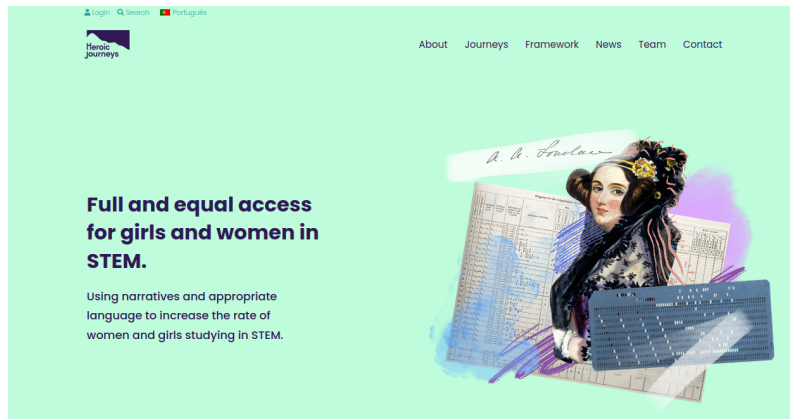 Login Search Português
Heroic
Journeys
About Journeys Framework News Team Contact
A. A. Lovelace
Full and equal access
for girls and women in
STEM.
Using narratives and appropriate
language to increase the rate of
women and girls studying in STEM.